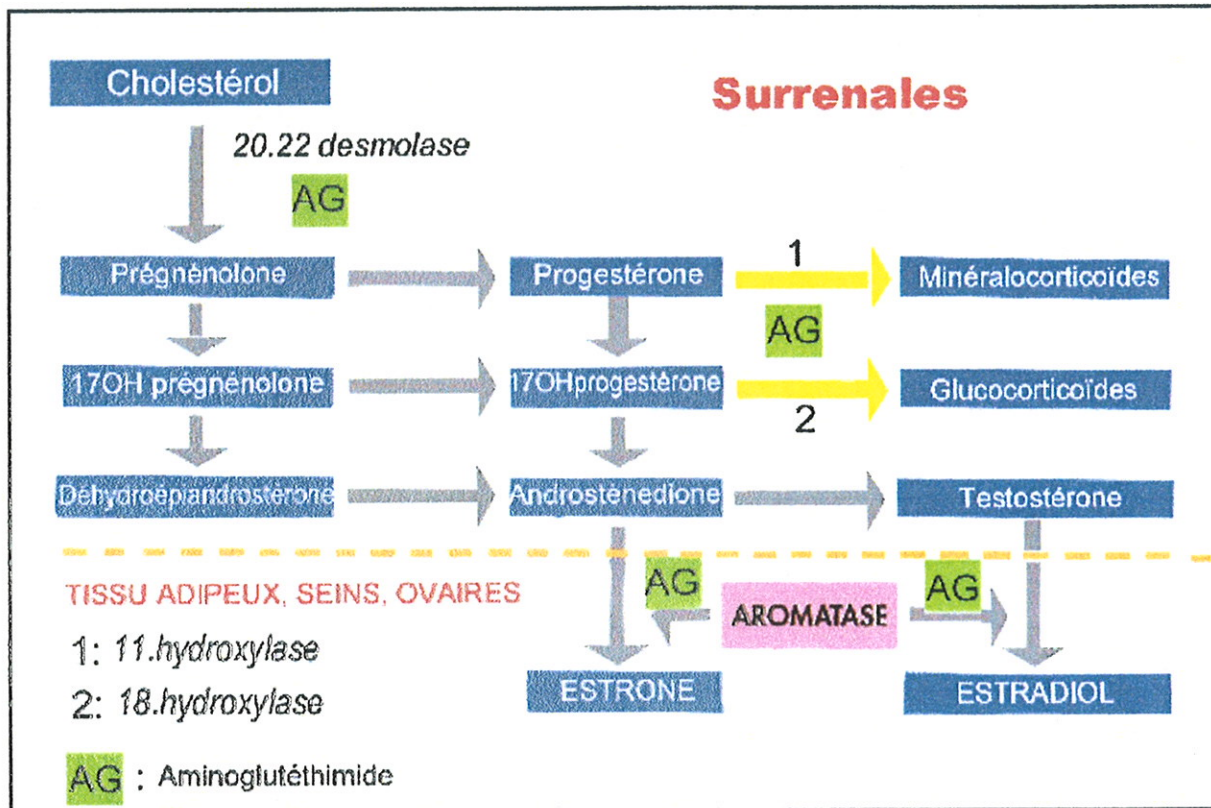 Cholestérol
Surrenales
20.22 desmolase
AG
Prégnénolone
Progestérone
1
Minéralocorticoïdes
AG
17OH prégnénolone
17OHprogestérone
2
Glucocorticoïdes
Déhydroépiandrostérone
Androsténedione
Testostérone
TISSU ADIPEUX, SEINS, OVAIRES
AG
AROMATASE
AG
1: 11.hydroxylase
2: 18.hydroxylase
ESTRONE
ESTRADIOL
AG : Aminoglutéthimide